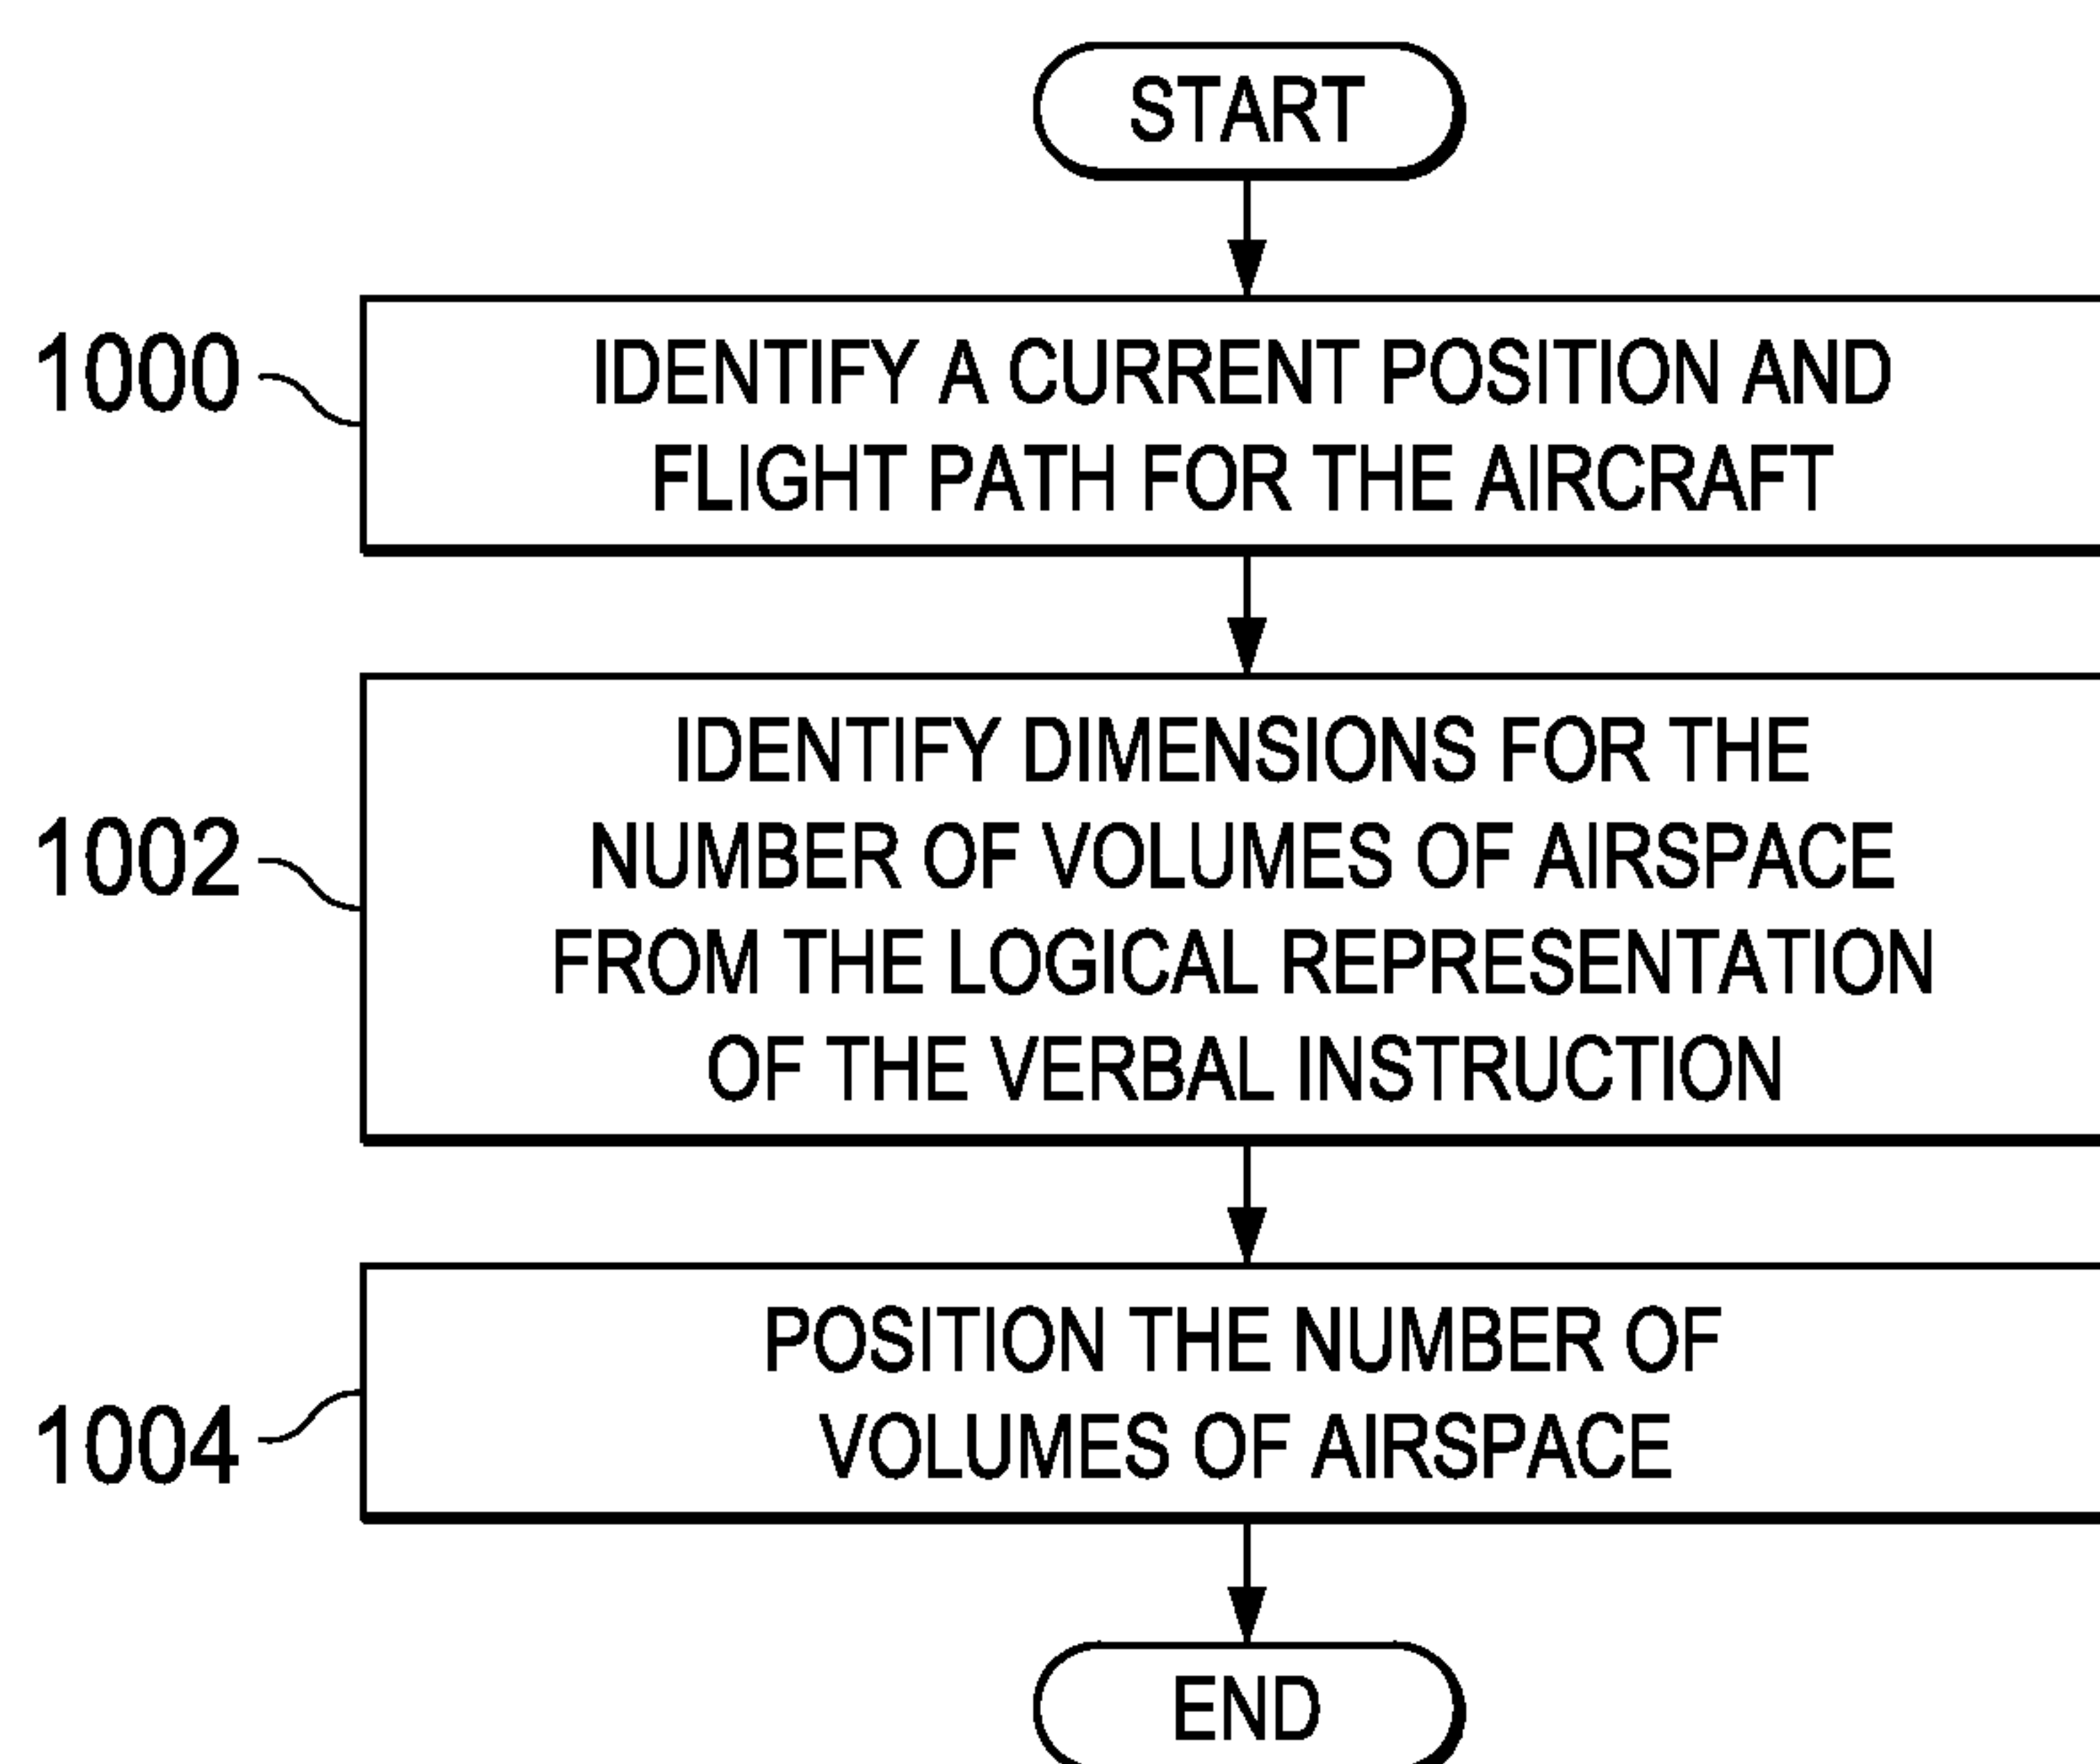 START
1000
IDENTIFY A CURRENT POSITION AND
FLIGHT PATH FOR THE AIRCRAFT
1002
IDENTIFY DIMENSIONS FOR THE
NUMBER OF VOLUMES OF AIRSPACE
FROM THE LOGICAL REPRESENTATION
OF THE VERBAL INSTRUCTION
1004
POSITION THE NUMBER OF
VOLUMES OF AIRSPACE
END